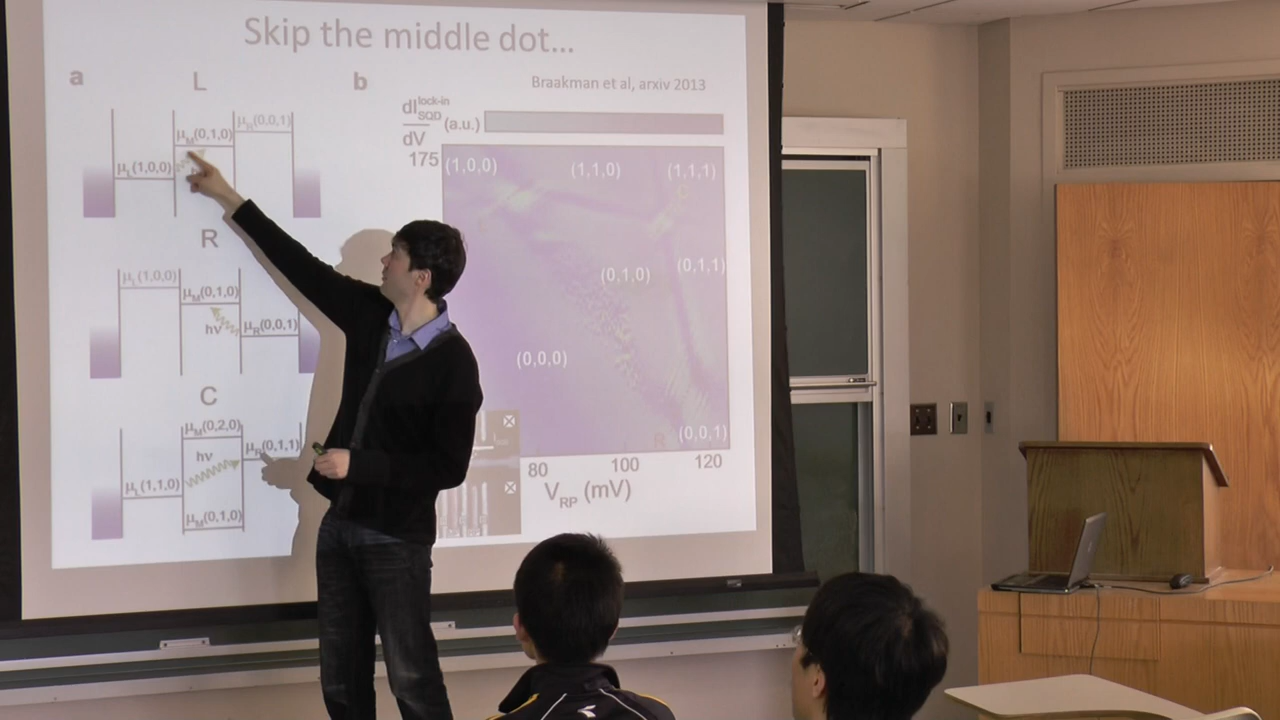 Skip the middle dot...
a
L
b
Braakman et al, arxiv 2013
μL(1,0,0)
μM(0,1,0)
μR(0,0,1)
dI lock-in SQD
dV
(a.u.)
175
(1,0,0)
(1,1,0)
(1,1,1)
(0,1,0)
(0,1,1)
(0,0,0)
(0,0,1)
R
80
100
120
VRP (mV)
R
μL(1,0,0)
μM(0,1,0)
hν
μR(0,0,1)
C
μM(0,2,0)
hν
μR(0,1,1)
μL(1,1,0)
μM(0,1,0)